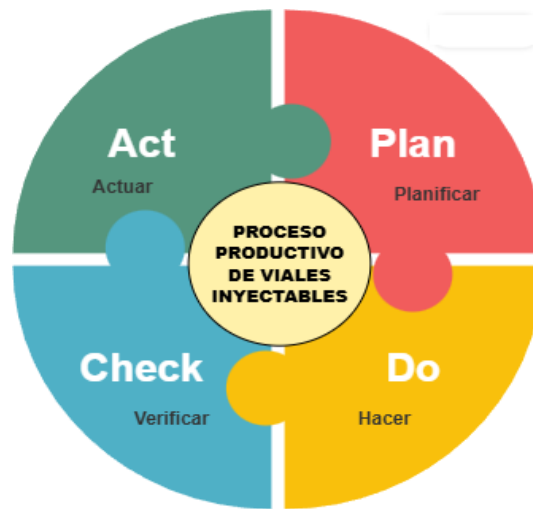 Act
Actuar
Plan
Planificar
PROCESO
PRODUCTIVO
DE VIALES
INYECTABLES
Check
Verificar
Do
Hacer